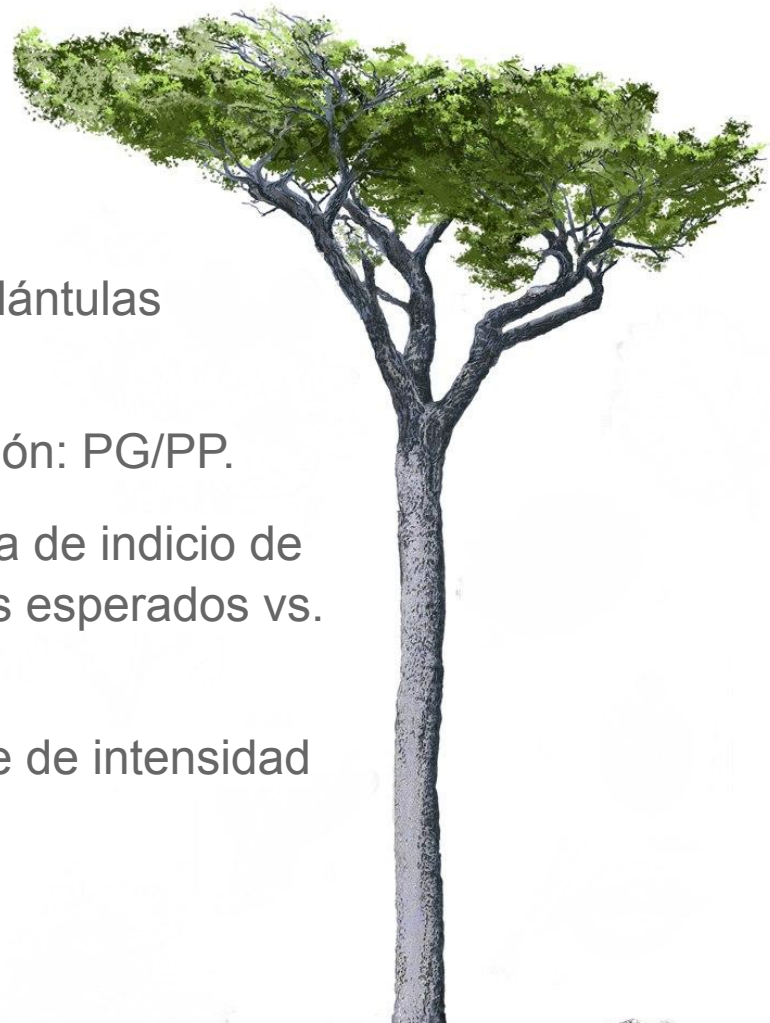 lántulas
ón: PG/PP.
a de indicio de
s esperados vs.
e de intensidad